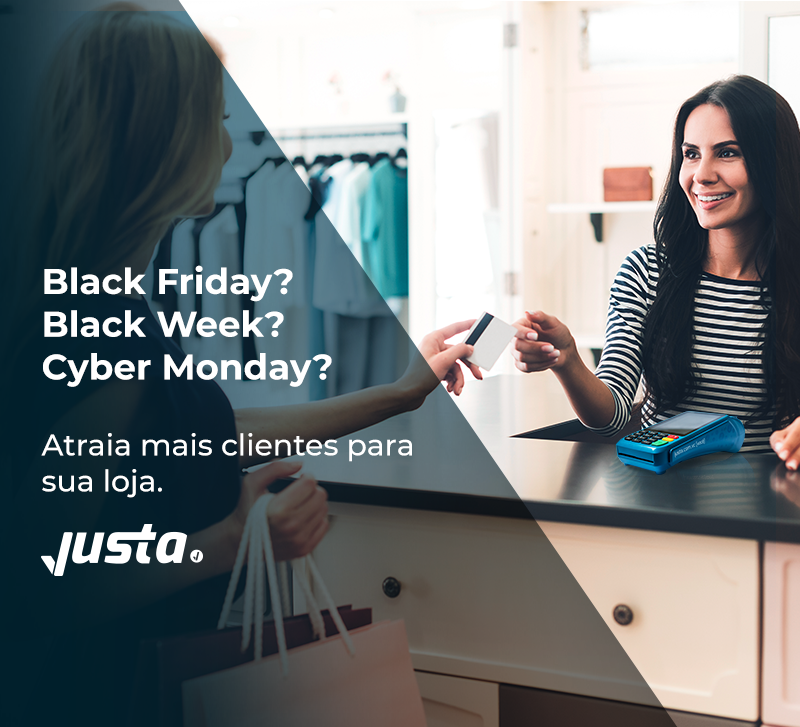 Black Friday?
Black Week?
Cyber Monday?
Atraia mais clientes para
sua loja.
Justa.